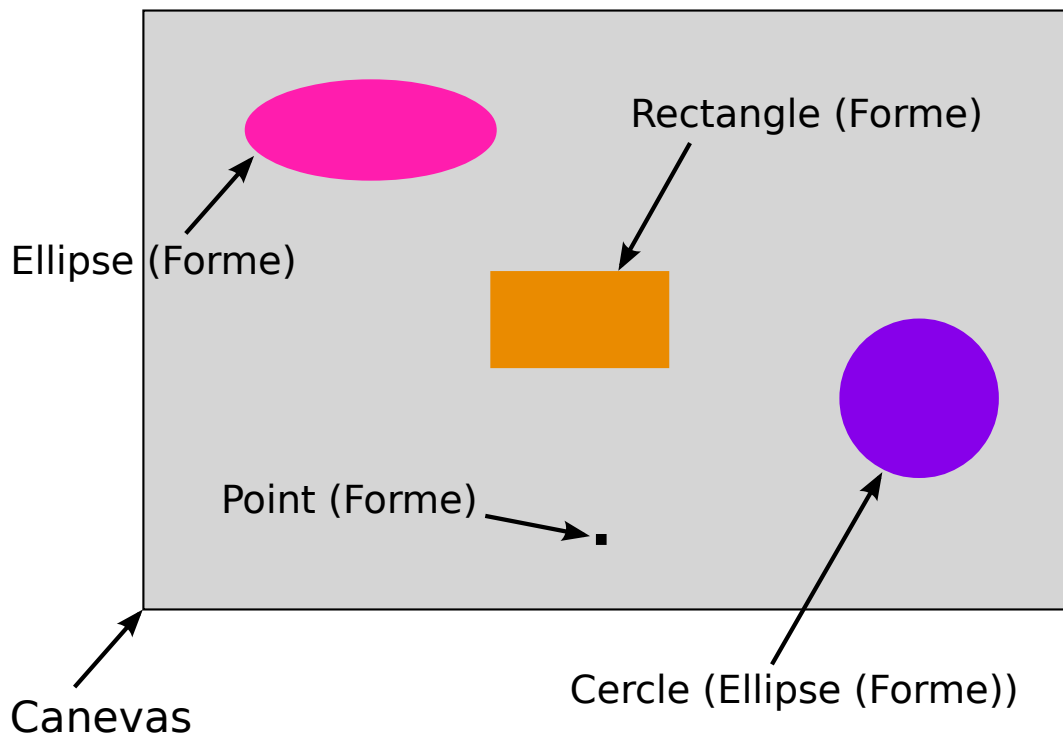 Rectangle (Forme)
Ellipse (Forme)
Point (Forme)
Cercle (Ellipse (Forme))
Canevas